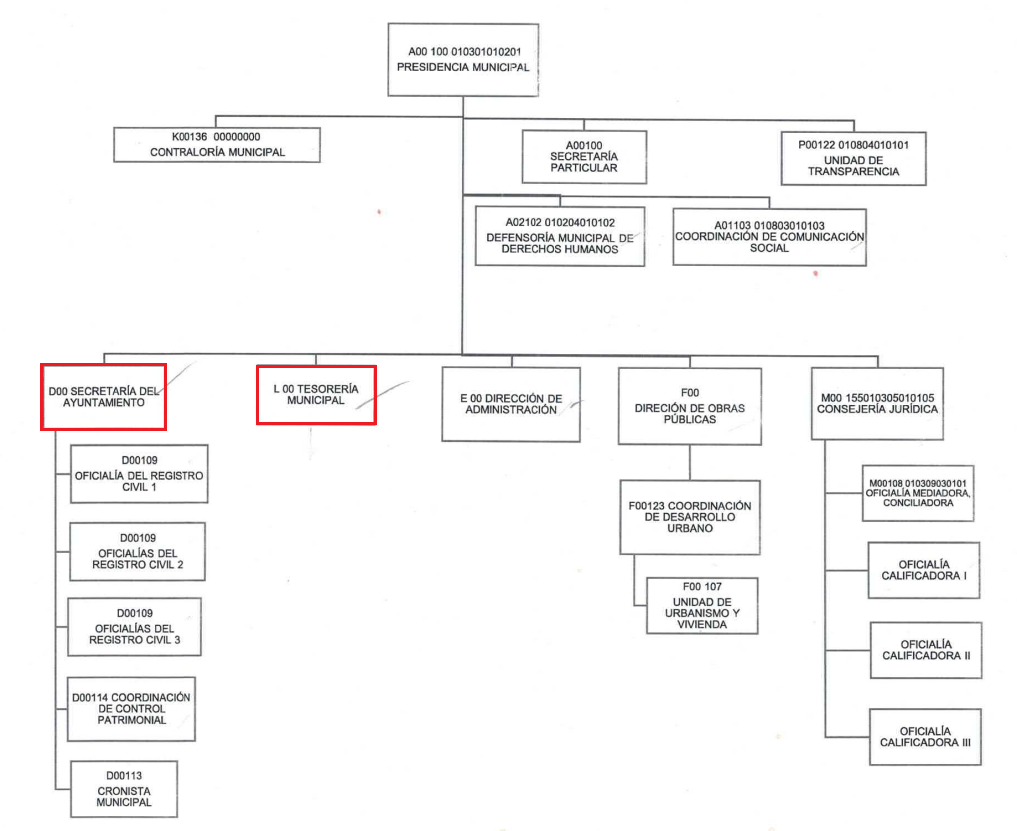 A00 100 010301010201
PRESIDENCIA MUNICIPAL
K00136 00000000
CONTRALORÍA MUNICIPAL
A00100
SECRETARÍA
PARTICULAR
P00122 010804010101
UNIDAD DE
TRANSPARENCIA
A02102 010204010102
DEFENSORÍA MUNICIPAL DE
DERECHOS HUMANOS
A01103 010803010103
COORDINACIÓN DE COMUNICACIÓN
SOCIAL
D00 SECRETARÍA DEL
AYUNTAMIENTO
L 00 TESORERÍA
MUNICIPAL
E 00 DIRECCIÓN DE
ADMINISTRACIÓN
F00
DIRECIÓN DE OBRAS
PÚBLICAS
M00 155010305010105
CONSEJERÍA JURÍDICA
D00109
OFICIALÍA DEL REGISTRO
CIVIL 1
D00109
OFICIALÍAS DEL
REGISTRO CIVIL 2
D00109
OFICIALÍAS DEL
REGISTRO CIVIL 3
D00114 COORDINACIÓN
DE CONTROL
PATRIMONIAL
D00113
CRONISTA
MUNICIPAL
F00123 COORDINACIÓN
DE DESARROLLO
URBANO
F00 107
UNIDAD DE
URBANISMO Y
VIVIENDA
M00108 010309030101
OFICIALÍA MEDIADORA,
CONCILIADORA
OFICIALÍA
CALIFICADORA I
OFICIALÍA
CALIFICADORA II
OFICIALÍA
CALIFICADORA III